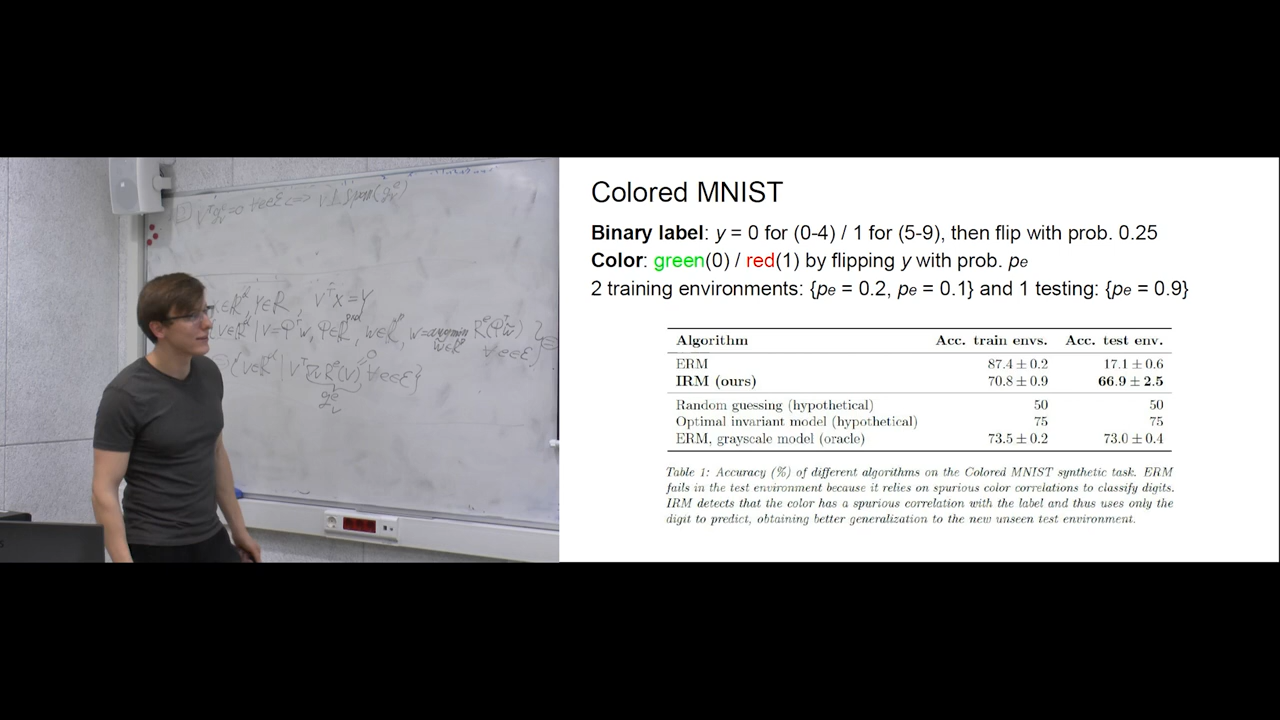 v^T g_v^e = 0 ∀e∈ℰ <=> v ⊥ Span(g_v^e)
Y∈ℝ, v^T x = Y
{v∈ℝ^d | v=Φ^T w, Φ∈ℝ^{p×d}, w∈ℝ^p, w=argmin R^e(Φ^T w̃)
w̃∈ℝ^p ∀e∈ℰ}
{v∈ℝ^d | v^T ∇R^e(v)=0 ∀e∈ℰ}
g_v^e
Colored MNIST
Binary label: y = 0 for (0-4) / 1 for (5-9), then flip with prob. 0.25
Color: green(0) / red(1) by flipping y with prob. pe
2 training environments: {pe = 0.2, pe = 0.1} and 1 testing: {pe = 0.9}
Algorithm Acc. train envs. Acc. test env.
ERM 87.4 ± 0.2 17.1 ± 0.6
IRM (ours) 70.8 ± 0.9 66.9 ± 2.5
Random guessing (hypothetical) 50 50
Optimal invariant model (hypothetical) 75 75
ERM, grayscale model (oracle) 73.5 ± 0.2 73.0 ± 0.4
Table 1: Accuracy (%) of different algorithms on the Colored MNIST synthetic task. ERM
fails in the test environment because it relies on spurious color correlations to classify digits.
IRM detects that the color has a spurious correlation with the label and thus uses only the
digit to predict, obtaining better generalization to the new unseen test environment.